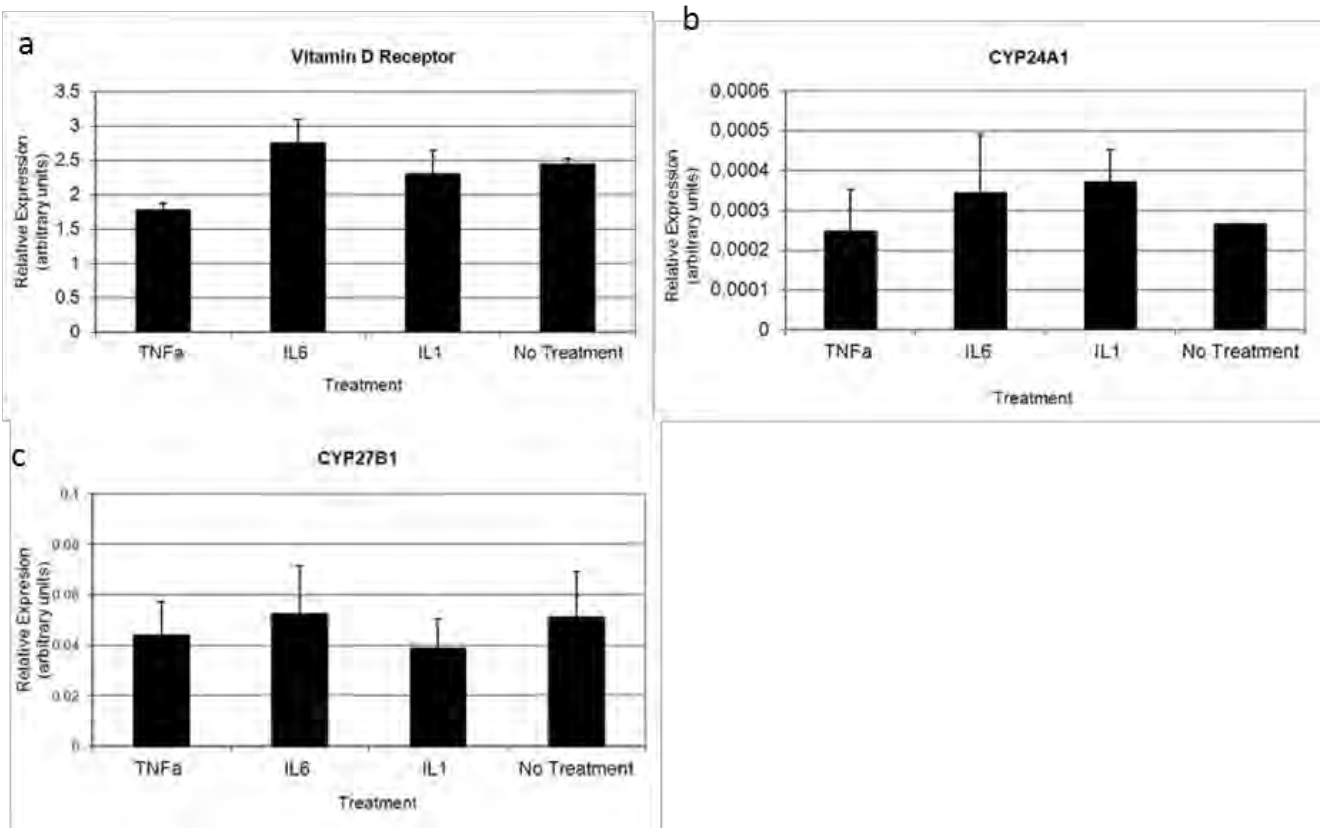 a
Vitamin D Receptor
Relative Expression
(arbitrary units)
3.5
3
2.5
2
1.5
1
0.5
0
TNFa IL6 IL1 No Treatment
Treatment
b
CYP24A1
Relative Expression
(arbitrary units)
0.0006
0.0005
0.0004
0.0003
0.0002
0.0001
0
TNFa IL6 IL1 No Treatment
Treatment
c
CYP27B1
Relative Expresion
(arbitrary units)
0.1
0.08
0.06
0.04
0.02
0
TNFa IL6 IL1 No Treatment
Treatment